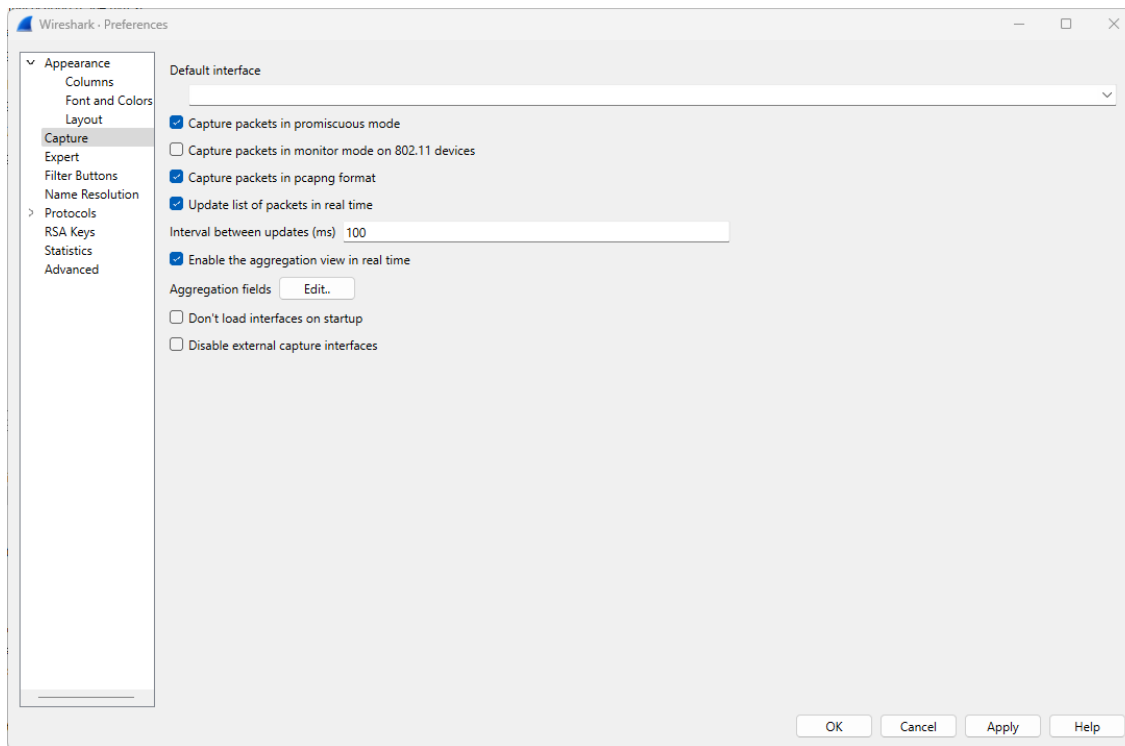 Wireshark · Preferences
Appearance
Columns
Font and Colors
Layout
Capture
Expert
Filter Buttons
Name Resolution
Protocols
RSA Keys
Statistics
Advanced
Default interface
Capture packets in promiscuous mode
Capture packets in monitor mode on 802.11 devices
Capture packets in pcapng format
Update list of packets in real time
Interval between updates (ms) 100
Enable the aggregation view in real time
Aggregation fields Edit..
Don't load interfaces on startup
Disable external capture interfaces
OK Cancel Apply Help